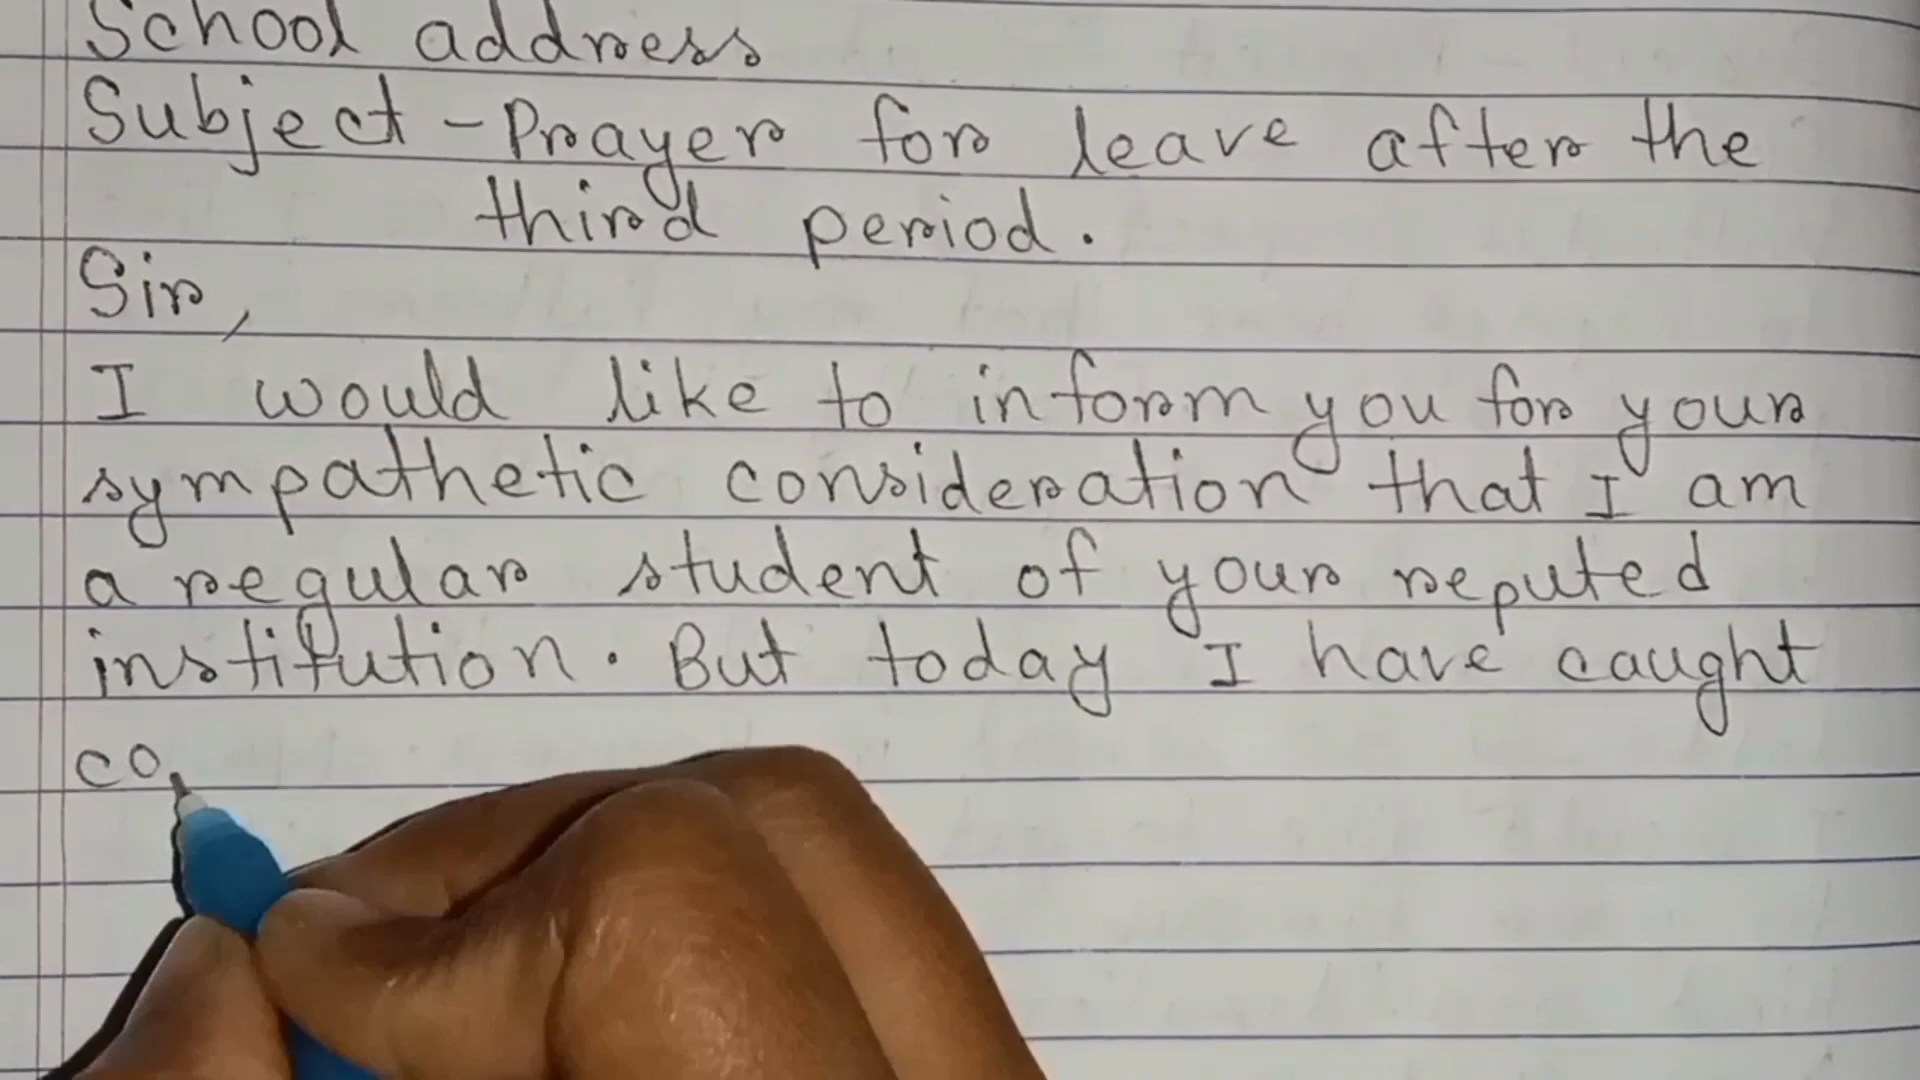 School address
Subject - Prayer for leave after the
third period.
Sir,
I would like to inform you for your
sympathetic consideration that I am
a regular student of your reputed
institution. But today I have caught
co